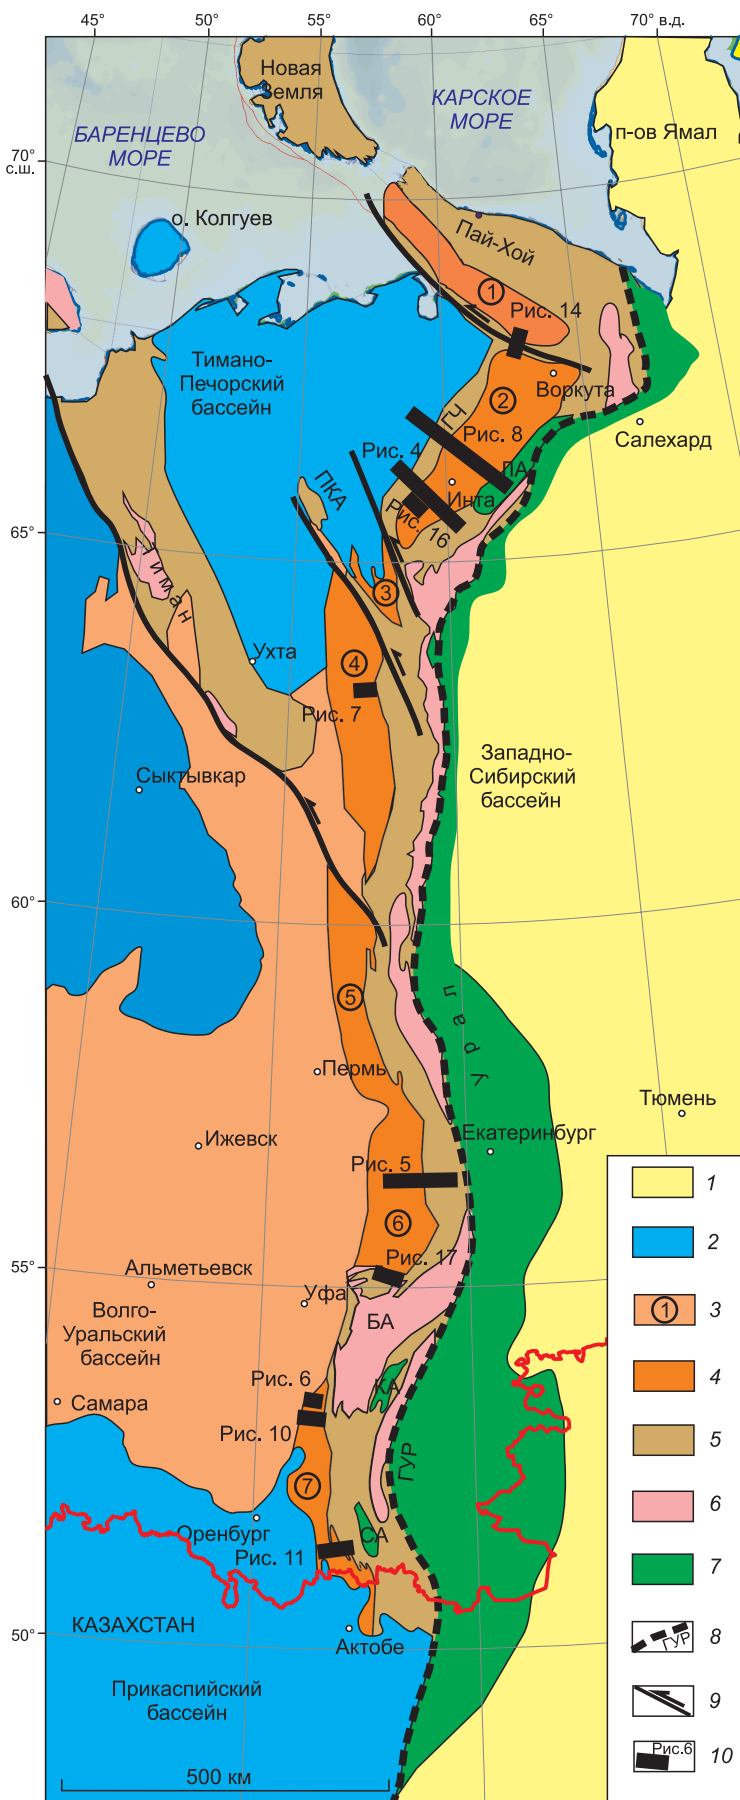 45° 50° 55° 60° 65° 70° в.д.
Новая
Земля
КАРСКОЕ
МОРЕ
БАРЕНЦЕВО
МОРЕ
п-ов Ямал
70°
с.ш.
о. Колгуев
Пай-Хой
1
Рис. 14
Тимано-
Печорский
бассейн
Воркута
2
ГЧ
Салехард
Рис. 8
Рис. 4
ЛА
ПКА
Инта
Рис. 16
65°
Тиман
3
Ухта
4
Рис. 7
Западно-
Сибирский
бассейн
Сыктывкар
60°
5
Урал
Пермь
Тюмень
Ижевск
Екатеринбург
Рис. 5
6
Рис. 17
55°
Альметьевск
Уфа
Волго-
Уральский
бассейн
БА
Рис. 6
КА
Самара
Рис. 10
ГУР
7
Оренбург
СА
Рис. 11
КАЗАХСТАН
50°
Актобе
Прикаспийский
бассейн
500 км
1
2
1 3
4
5
6
7
ГУР 8
9
Рис.6 10